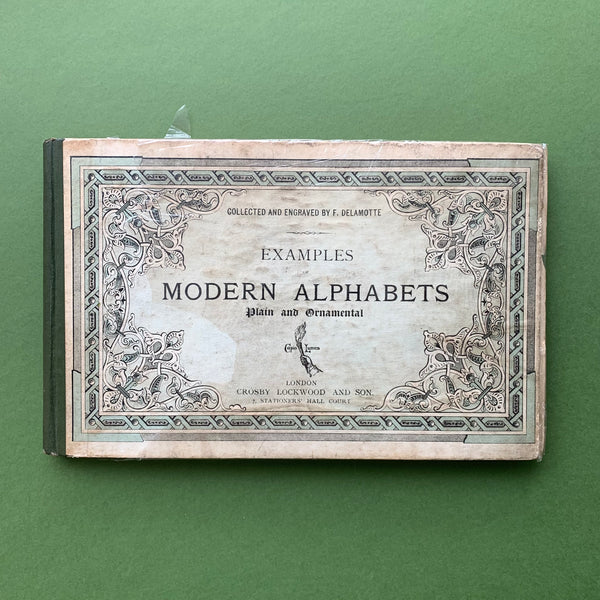 COLLECTED AND ENGRAVED BY F. DELAMOTTE
EXAMPLES
MODERN ALPHABETS
Plain and Ornamental
LONDON
CROSBY LOCKWOOD AND SON.
7, STATIONERS' HALL COURT